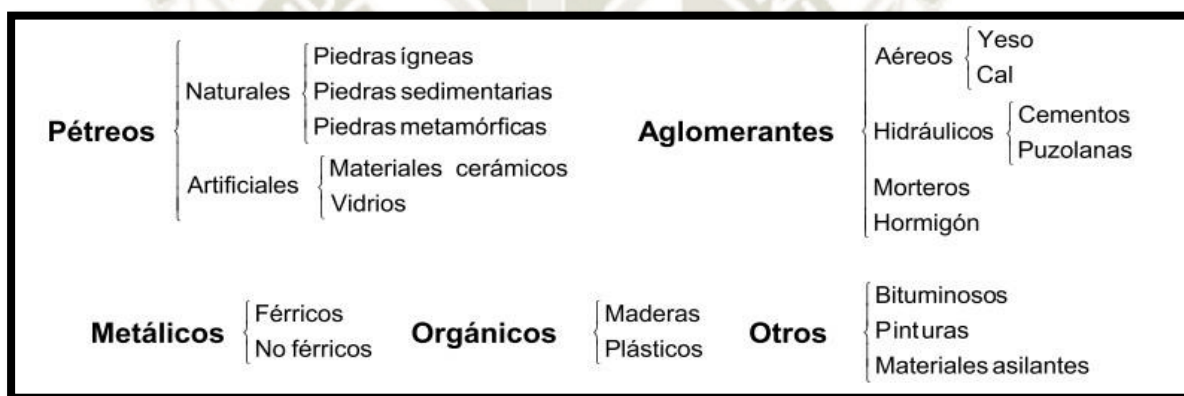 Pétreos
Naturales
Piedras ígneas
Piedras sedimentarias
Piedras metamórficas
Artificiales
Materiales cerámicos
Vidrios
Aglomerantes
Aéreos
Yeso
Cal
Hidráulicos
Cementos
Puzolanas
Morteros
Hormigón
Metálicos
Férricos
No férricos
Orgánicos
Maderas
Plásticos
Otros
Bituminosos
Pinturas
Materiales asilantes